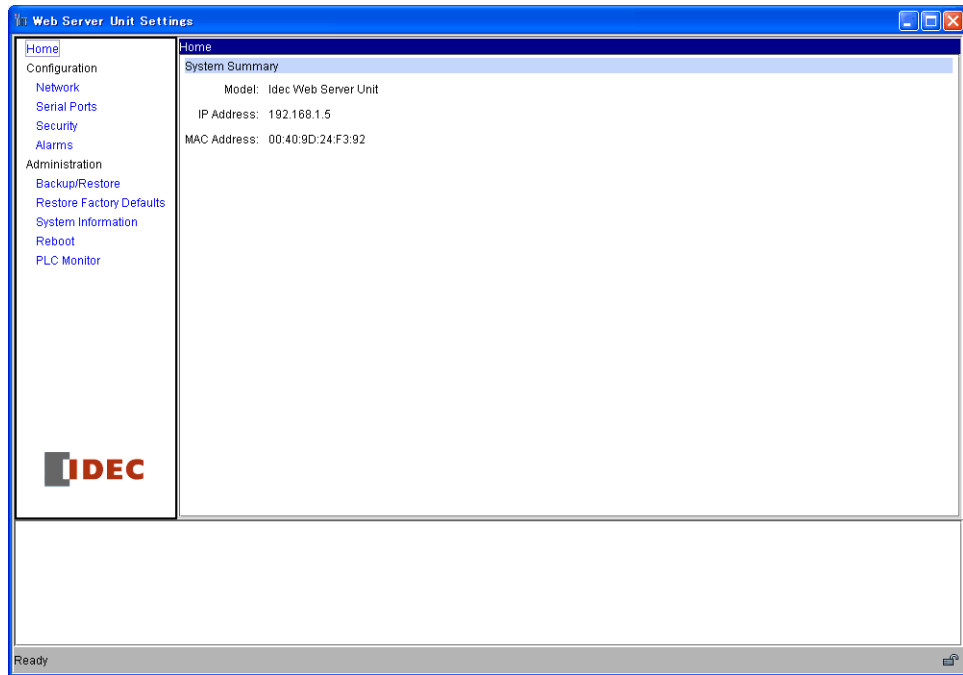 Web Server Unit Settings
Home
Configuration
Network
Serial Ports
Security
Alarms
Administration
Backup/Restore
Restore Factory Defaults
System Information
Reboot
PLC Monitor
IDEC
Home
System Summary
Model: Idec Web Server Unit
IP Address: 192.168.1.5
MAC Address: 00:40:9D:24:F3:92
Ready